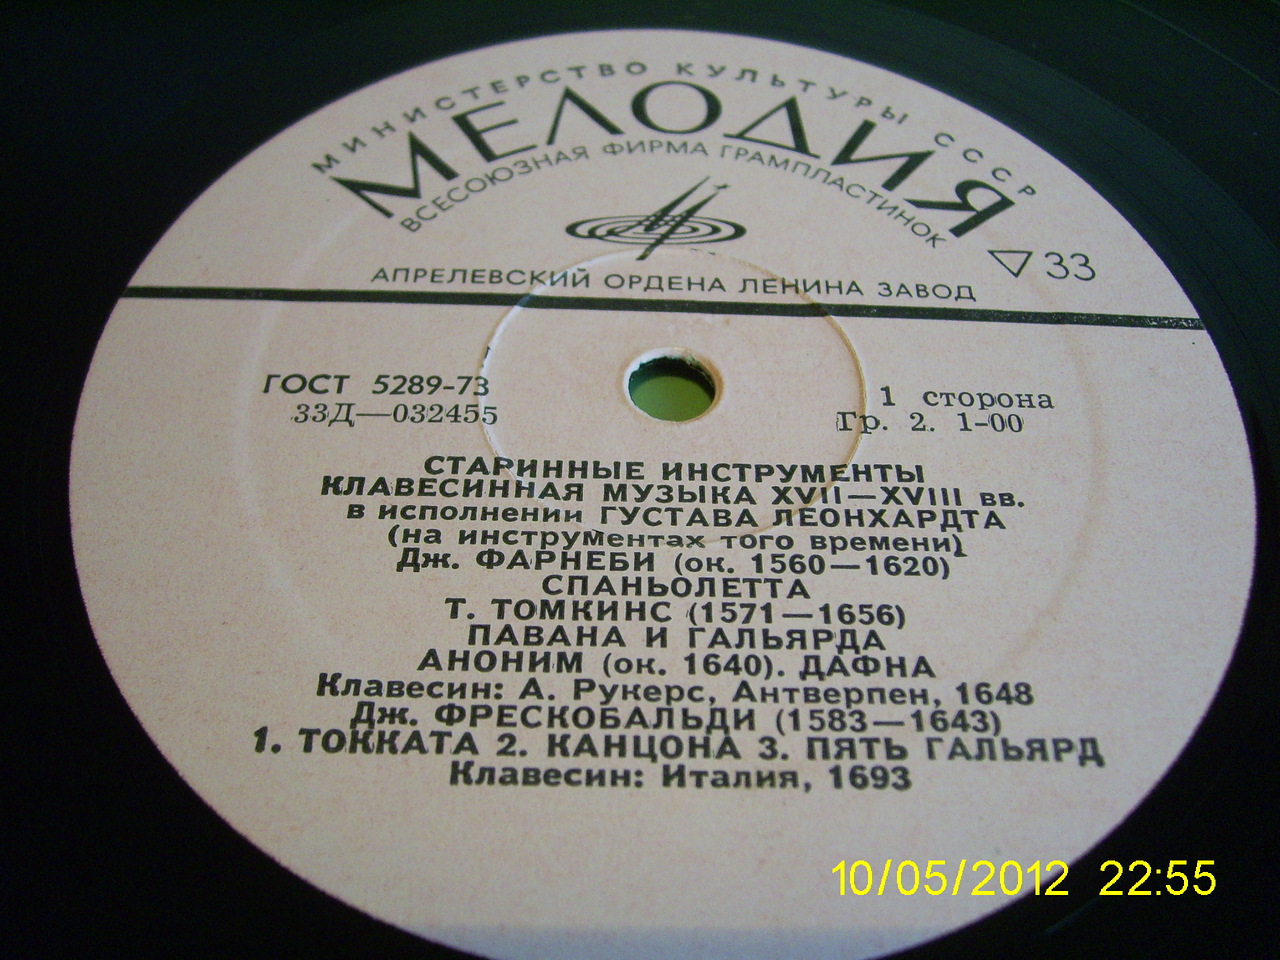 МИНИСТЕРСТВО КУЛЬТУРЫ СССР
МЕЛОДИЯ
ВСЕСОЮЗНАЯ ФИРМА ГРАМПЛАСТИНОК
33
АПРЕЛЕВСКИЙ ОРДЕНА ЛЕНИНА ЗАВОД
ГОСТ 5289-73
33Д—032455
1 сторона
Гр. 2. 1-00
СТАРИННЫЕ ИНСТРУМЕНТЫ
КЛАВЕСИННАЯ МУЗЫКА XVII—XVIII вв.
в исполнении ГУСТАВА ЛЕОНХАРДТА
(на инструментах того времени)
Дж. ФАРНЕБИ (ок. 1560—1620)
СПАНЬОЛЕТТА
Т. ТОМКИНС (1571—1656)
ПАВАНА И ГАЛЬЯРДА
АНОНИМ (ок. 1640). ДАФНА
Клавесин: А. Рукерс, Антверпен, 1648
Дж. ФРЕСКОБАЛЬДИ (1583—1643)
1. ТОККАТА 2. КАНЦОНА 3. ПЯТЬ ГАЛЬЯРД
Клавесин: Италия, 1693
10/05/2012 22:55